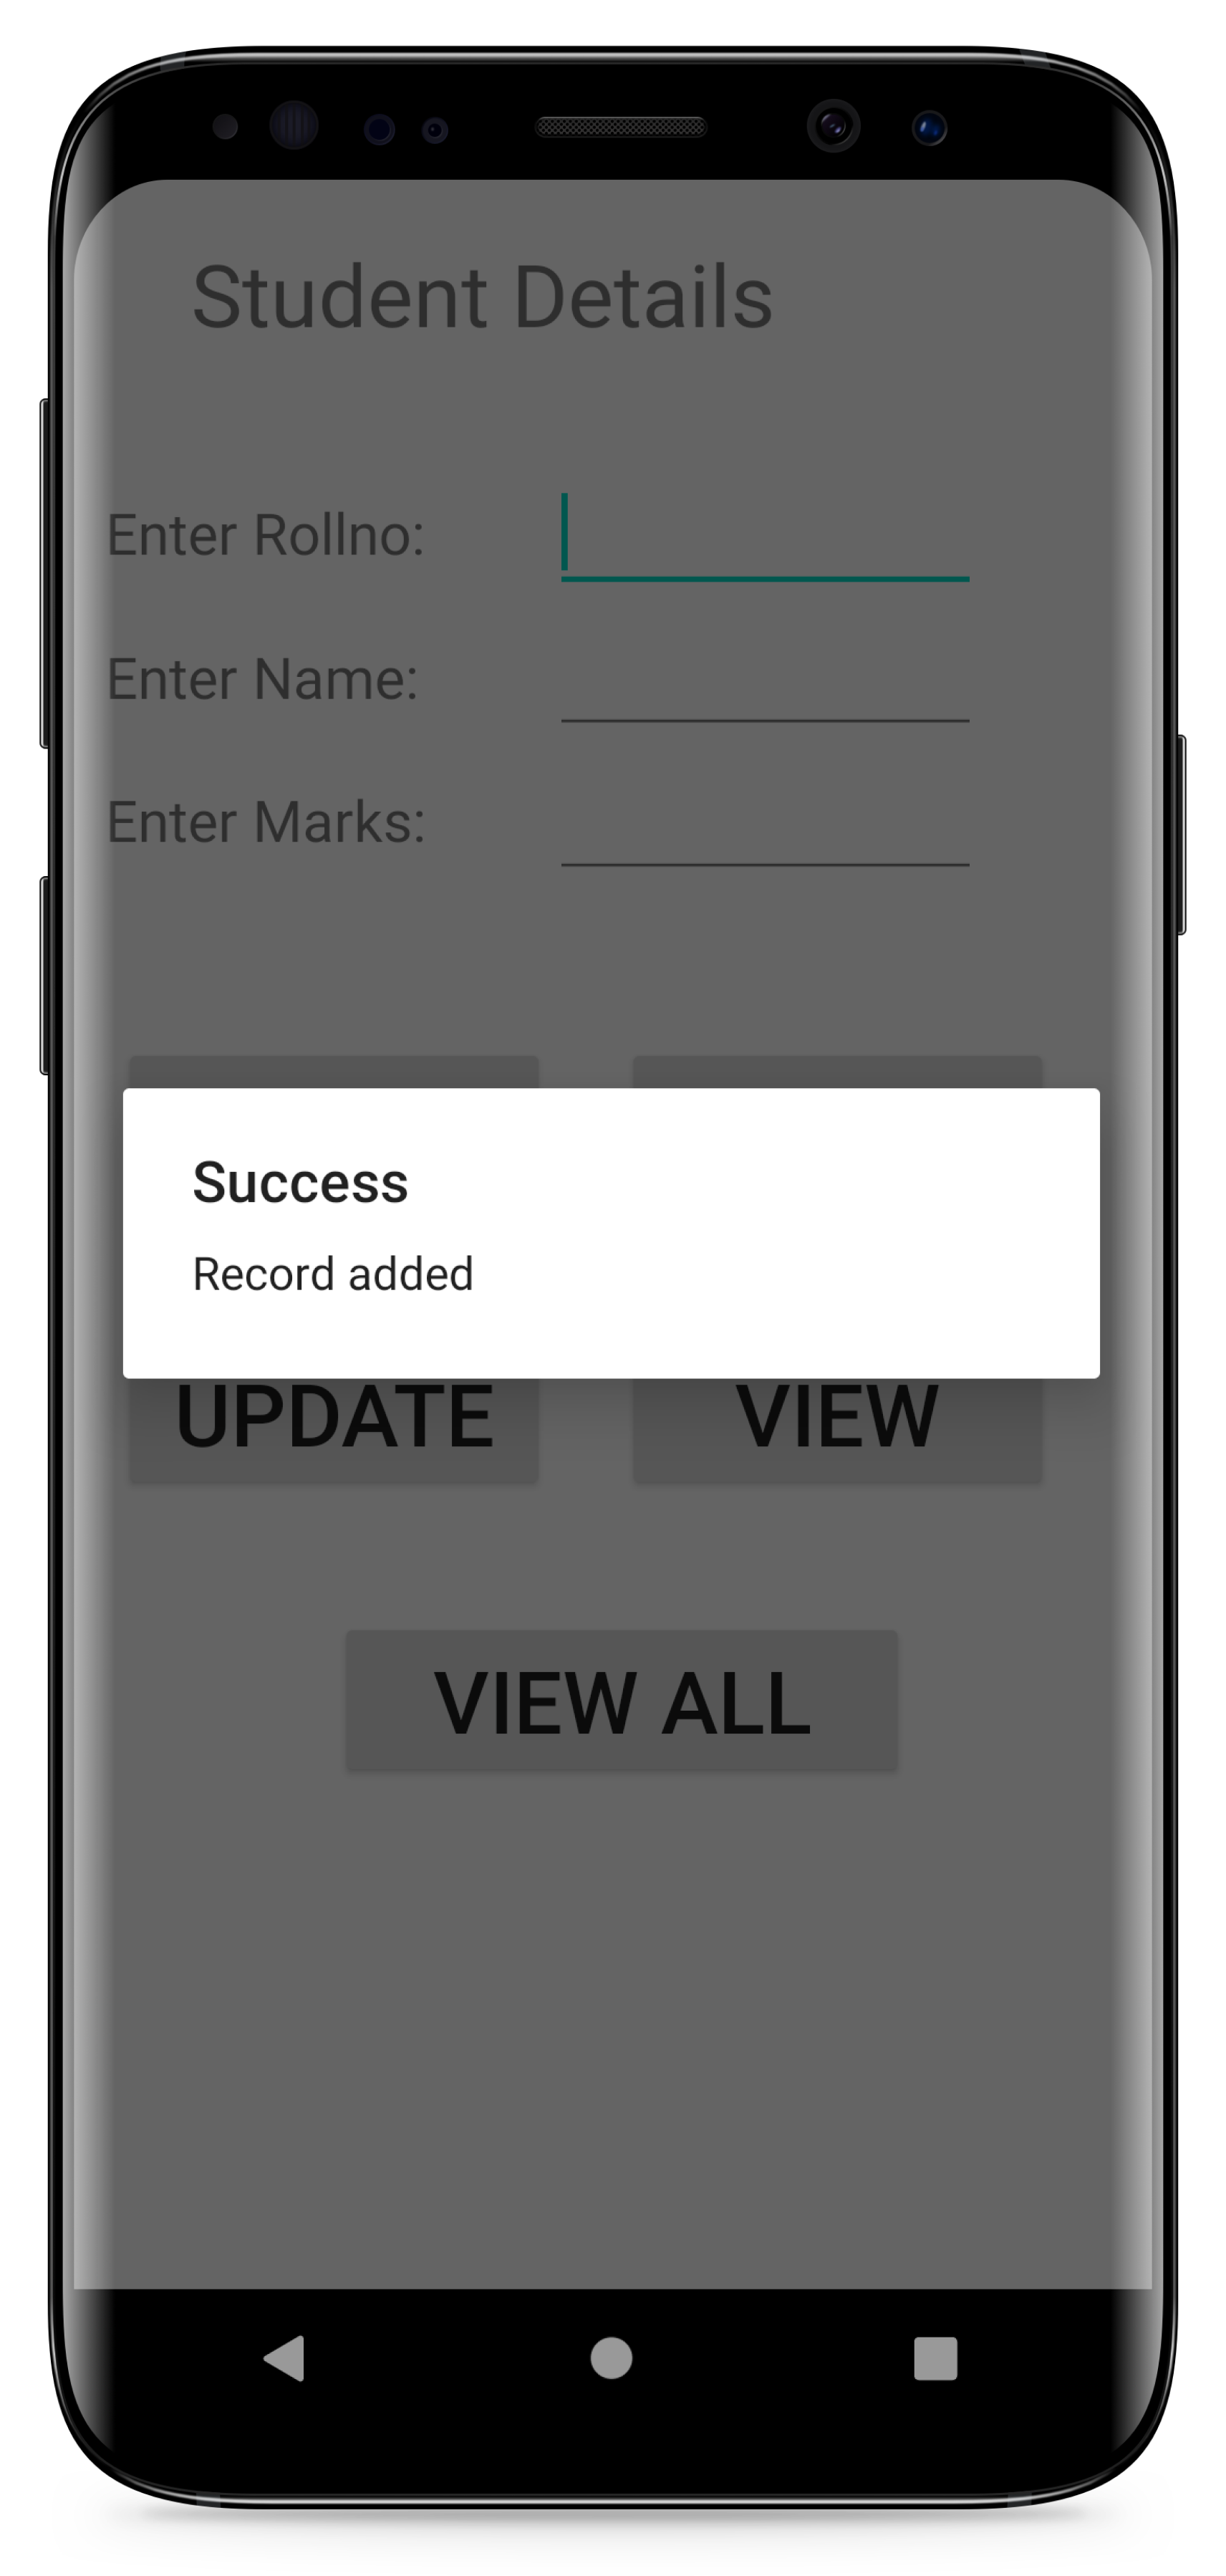 Student Details
Enter Rollno:
Enter Name:
Enter Marks:
Success
Record added
UPDATE VIEW
VIEW ALL